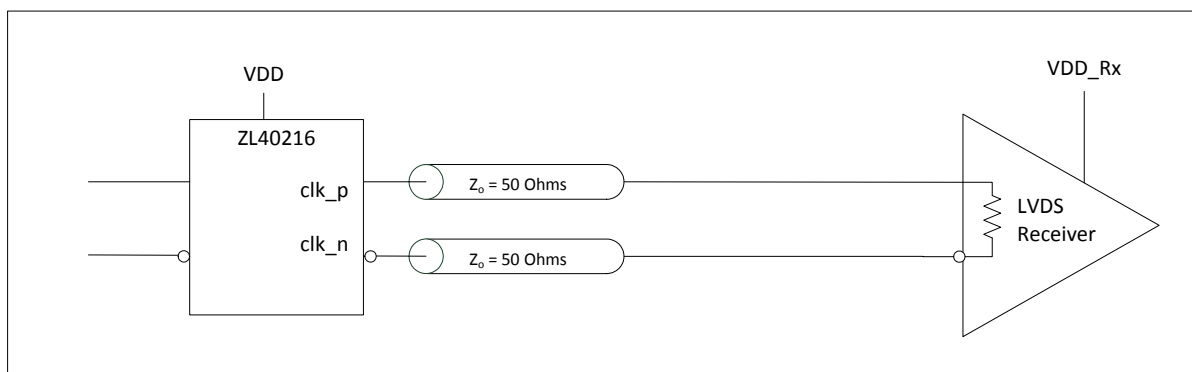 VDD
VDD_Rx
ZL40216
clk_p
Zo = 50 Ohms
LVDS
Receiver
clk_n
Zo = 50 Ohms